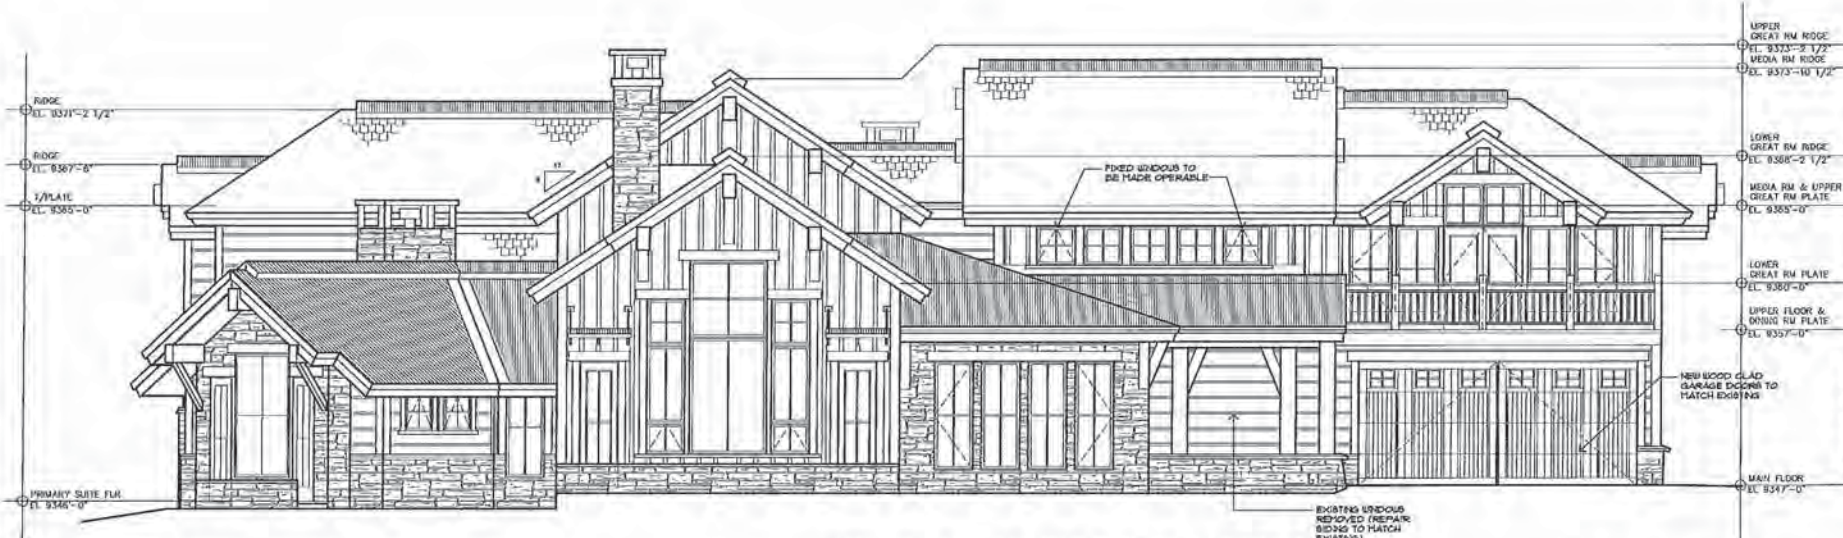 RIDGE
EL. 9371'-2 1/2"
RIDGE
EL. 9367'-6"
T/PLATE
EL. 9365'-0"
PRIMARY SUITE FLR
EL. 9346'-0"
12
FIXED WINDOWS TO
BE MADE OPERABLE
UPPER
GREAT RM RIDGE
EL. 9373'-2 1/2"
MEDIA RM RIDGE
EL. 9373'-10 1/2"
LOWER
GREAT RM RIDGE
EL. 9368'-2 1/2"
MEDIA RM & UPPER
GREAT RM PLATE
EL. 9365'-0"
LOWER
GREAT RM PLATE
EL. 9360'-0"
UPPER FLOOR &
DINING RM PLATE
EL. 9357'-0"
NEW WOOD CLAD
GARAGE DOORS TO
MATCH EXISTING
MAIN FLOOR
EL. 9347'-0"
EXISTING WINDOWS
REMOVED (REPAIR
SIDING TO MATCH